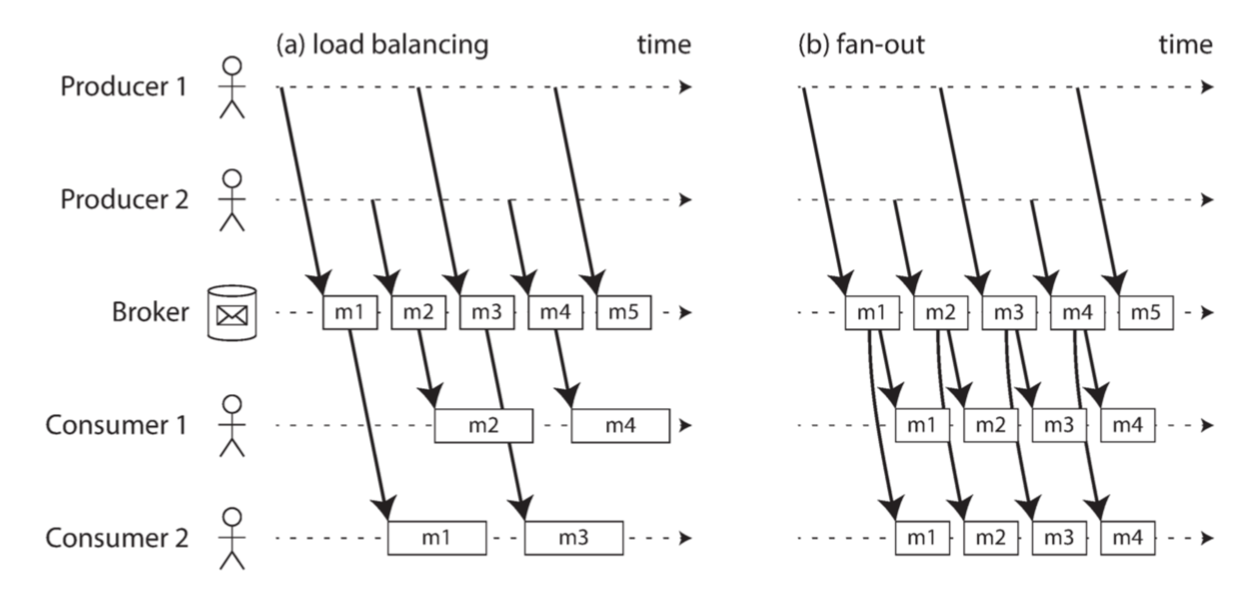 (a) load balancing time (b) fan-out time
Producer 1
Producer 2
Broker m1 m2 m3 m4 m5 m1 m2 m3 m4 m5
Consumer 1 m2 m4 m1 m2 m3 m4
Consumer 2 m1 m3 m1 m2 m3 m4